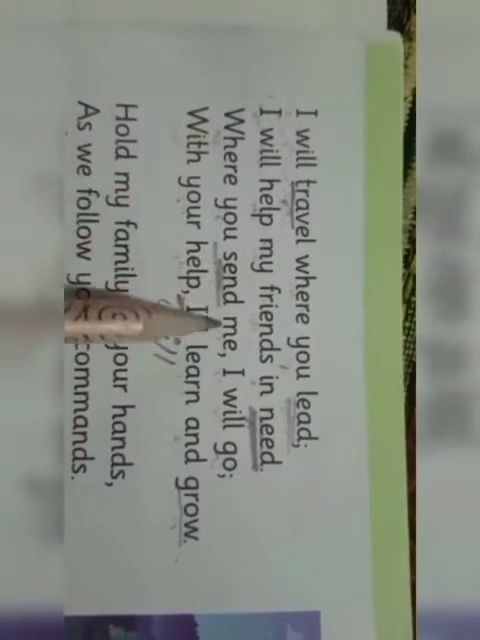 I will travel where you lead;
I will help my friends in need.
Where you send me, I will go;
With your help, learn and grow.
Hold my family your hands,
As we follow commands.